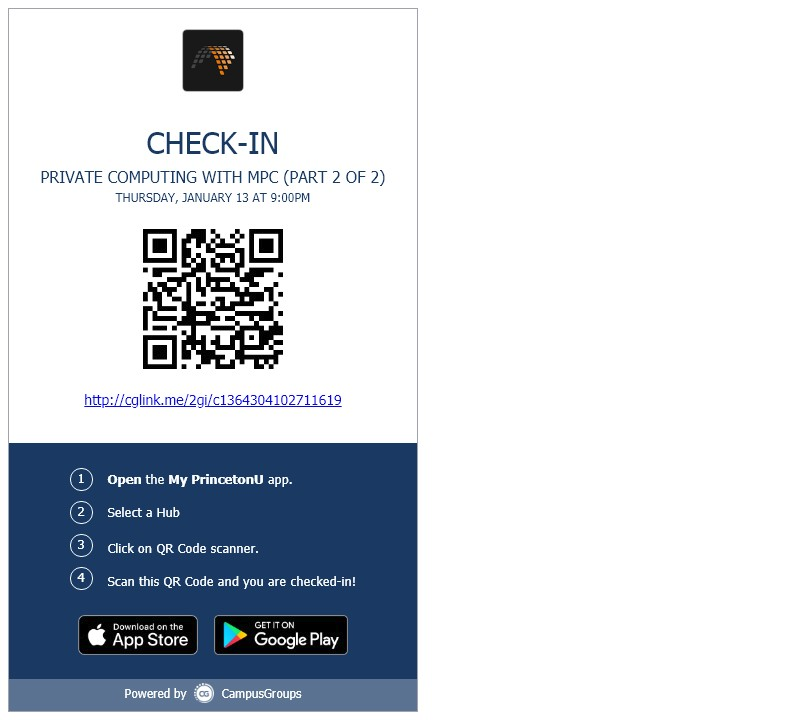 CHECK-IN
PRIVATE COMPUTING WITH MPC (PART 2 OF 2)
THURSDAY, JANUARY 13 AT 9:00PM
http://cglink.me/2gi/c1364304102711619
1 Open the My PrincetonU app.
2 Select a Hub
3 Click on QR Code scanner.
4 Scan this QR Code and you are checked-in!
Download on the
App Store
GET IT ON
Google Play
Powered by CG CampusGroups